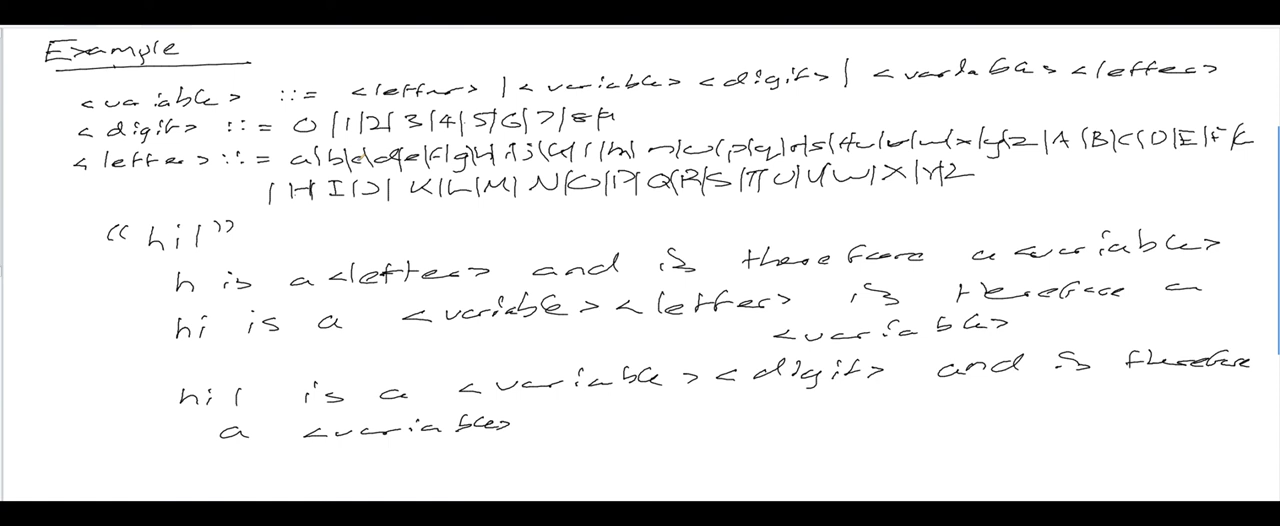 Example
<variable> ::= <letter> | <variable> <digit> | <variable> <letter>
<digit> ::= 0|1|2|3|4|5|6|7|8|9
<letter> ::= a|b|c|d|e|f|g|h|i|j|k|l|m|n|o|p|q|r|s|t|u|v|w|x|y|z|A|B|C|D|E|F|G
|H|I|J|K|L|M|N|O|P|Q|R|S|T|U|V|W|X|Y|Z
"hi1"
h is a <letter> and is therefore a <variable>
hi is a <variable> <letter> is therefore a
<variable>
hi1 is a <variable> <digit> and is therefore
a <variable>